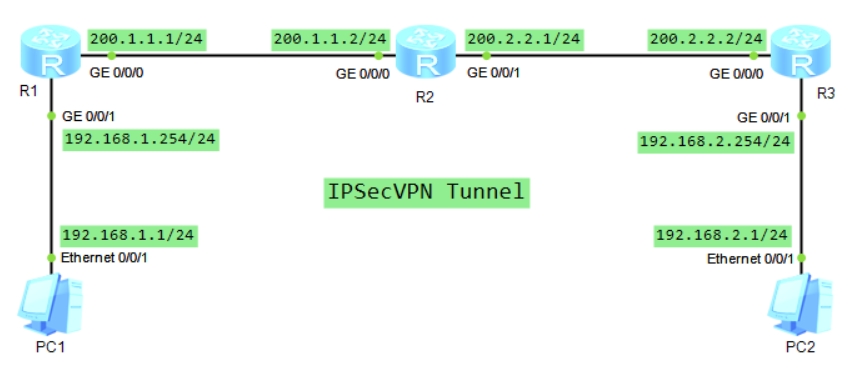 200.1.1.1/24
200.1.1.2/24
200.2.2.1/24
200.2.2.2/24
R
R
R
GE 0/0/0
GE 0/0/0
GE 0/0/1
GE 0/0/0
R1
R2
R3
GE 0/0/1
GE 0/0/1
192.168.1.254/24
192.168.2.254/24
IPSecVPN Tunnel
192.168.1.1/24
192.168.2.1/24
Ethernet 0/0/1
Ethernet 0/0/1
PC1
PC2